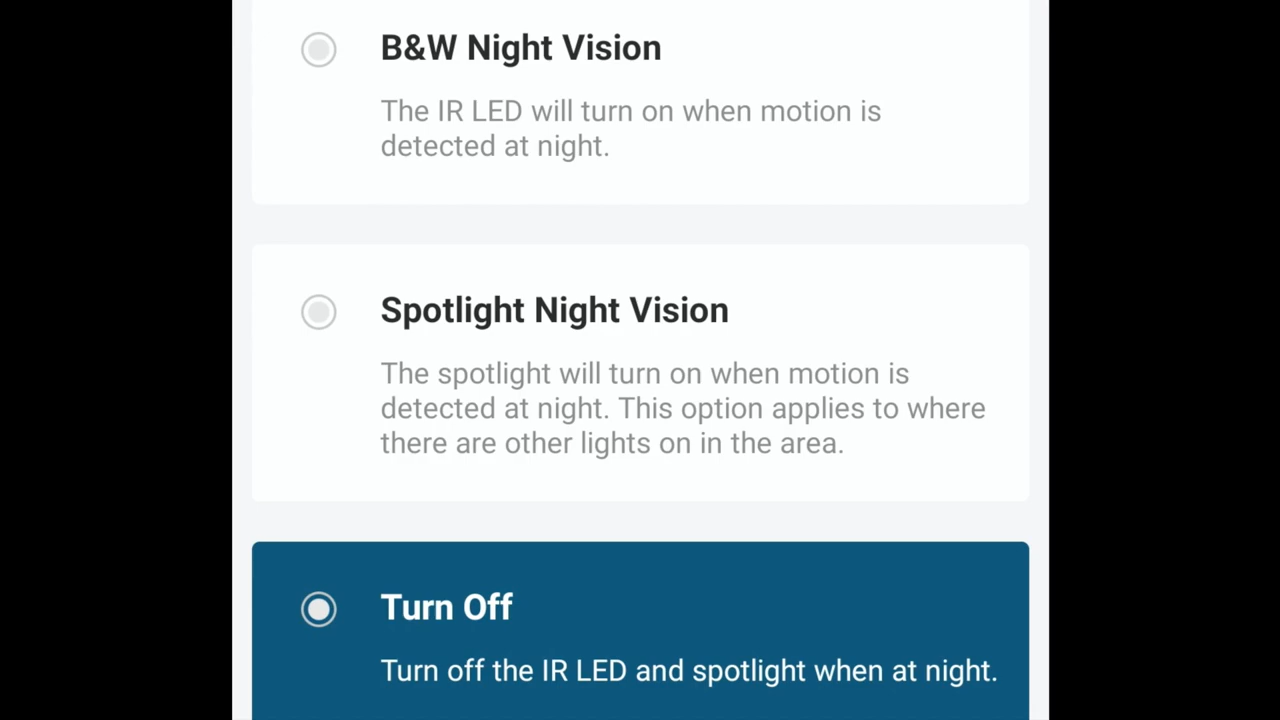 B&W Night Vision
The IR LED will turn on when motion is
detected at night.
Spotlight Night Vision
The spotlight will turn on when motion is
detected at night. This option applies to where
there are other lights on in the area.
Turn Off
Turn off the IR LED and spotlight when at night.